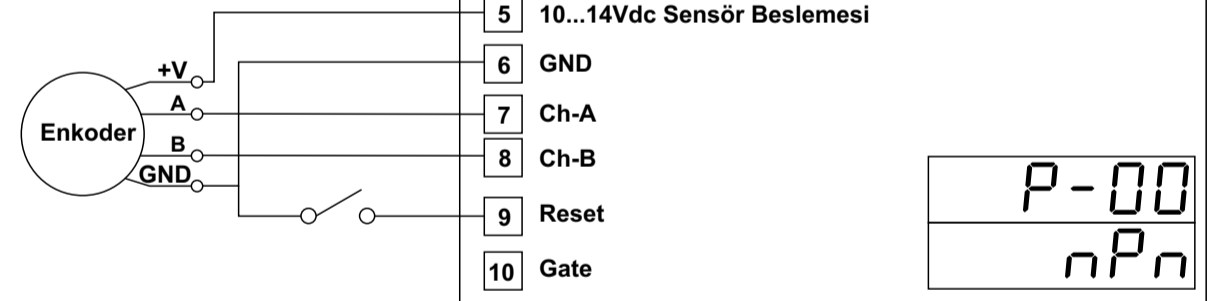 5 10...14Vdc Sensör Beslemesi
+V
6 GND
A
7 Ch-A
Enkoder
B
8 Ch-B
GND
9 Reset
10 Gate
P-00
nPn